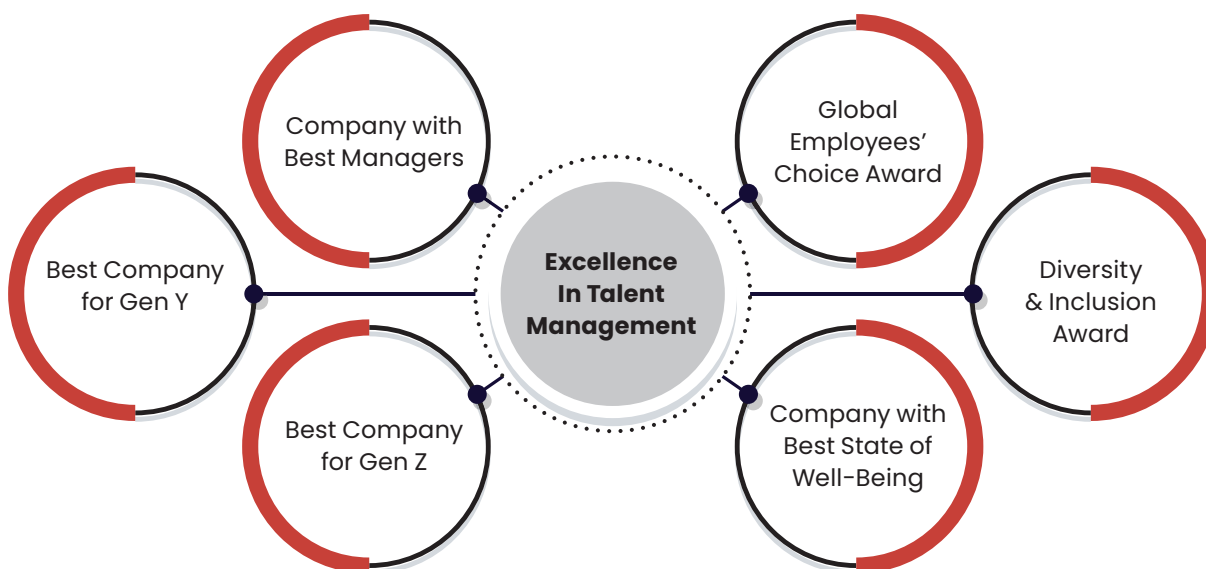 Company with
Best Managers
Global
Employees’
Choice Award
Best Company
for Gen Y
Excellence
In Talent
Management
Diversity
& Inclusion
Award
Best Company
for Gen Z
Company with
Best State of
Well-Being